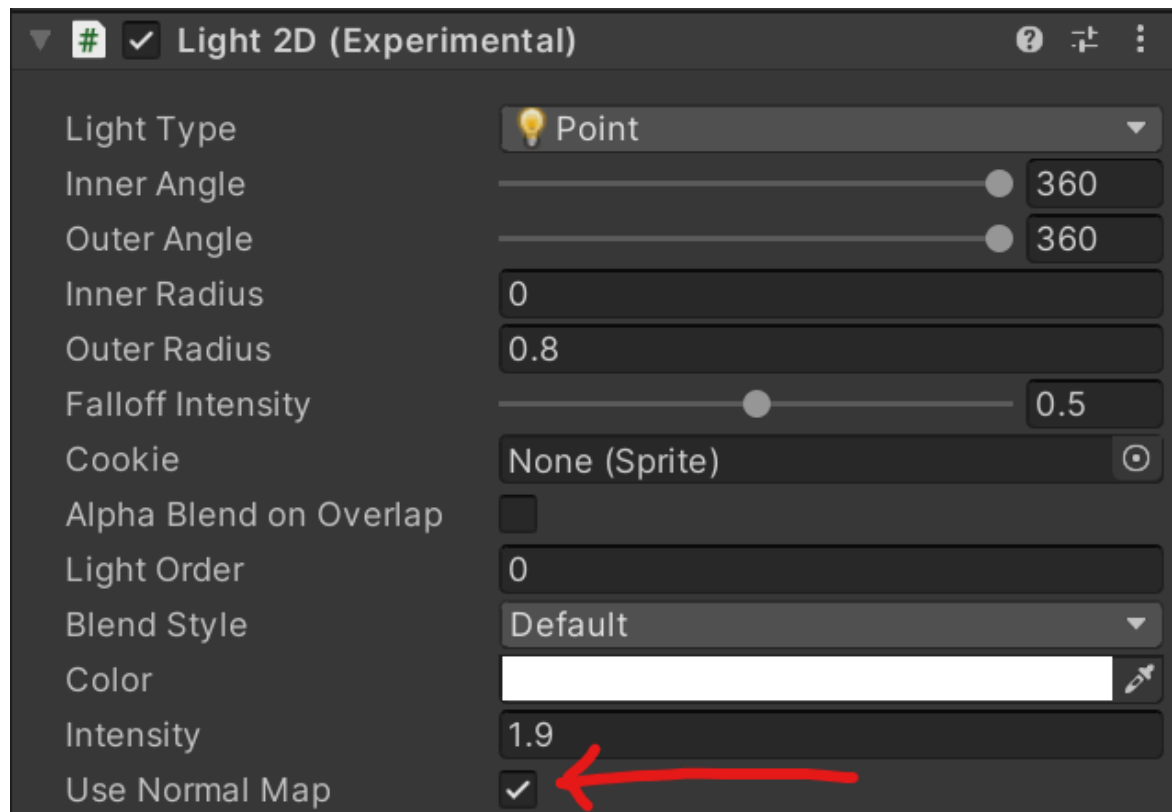 # Light 2D (Experimental)
Light Type Point
Inner Angle 360
Outer Angle 360
Inner Radius 0
Outer Radius 0.8
Falloff Intensity 0.5
Cookie None (Sprite)
Alpha Blend on Overlap
Light Order 0
Blend Style Default
Color
Intensity 1.9
Use Normal Map